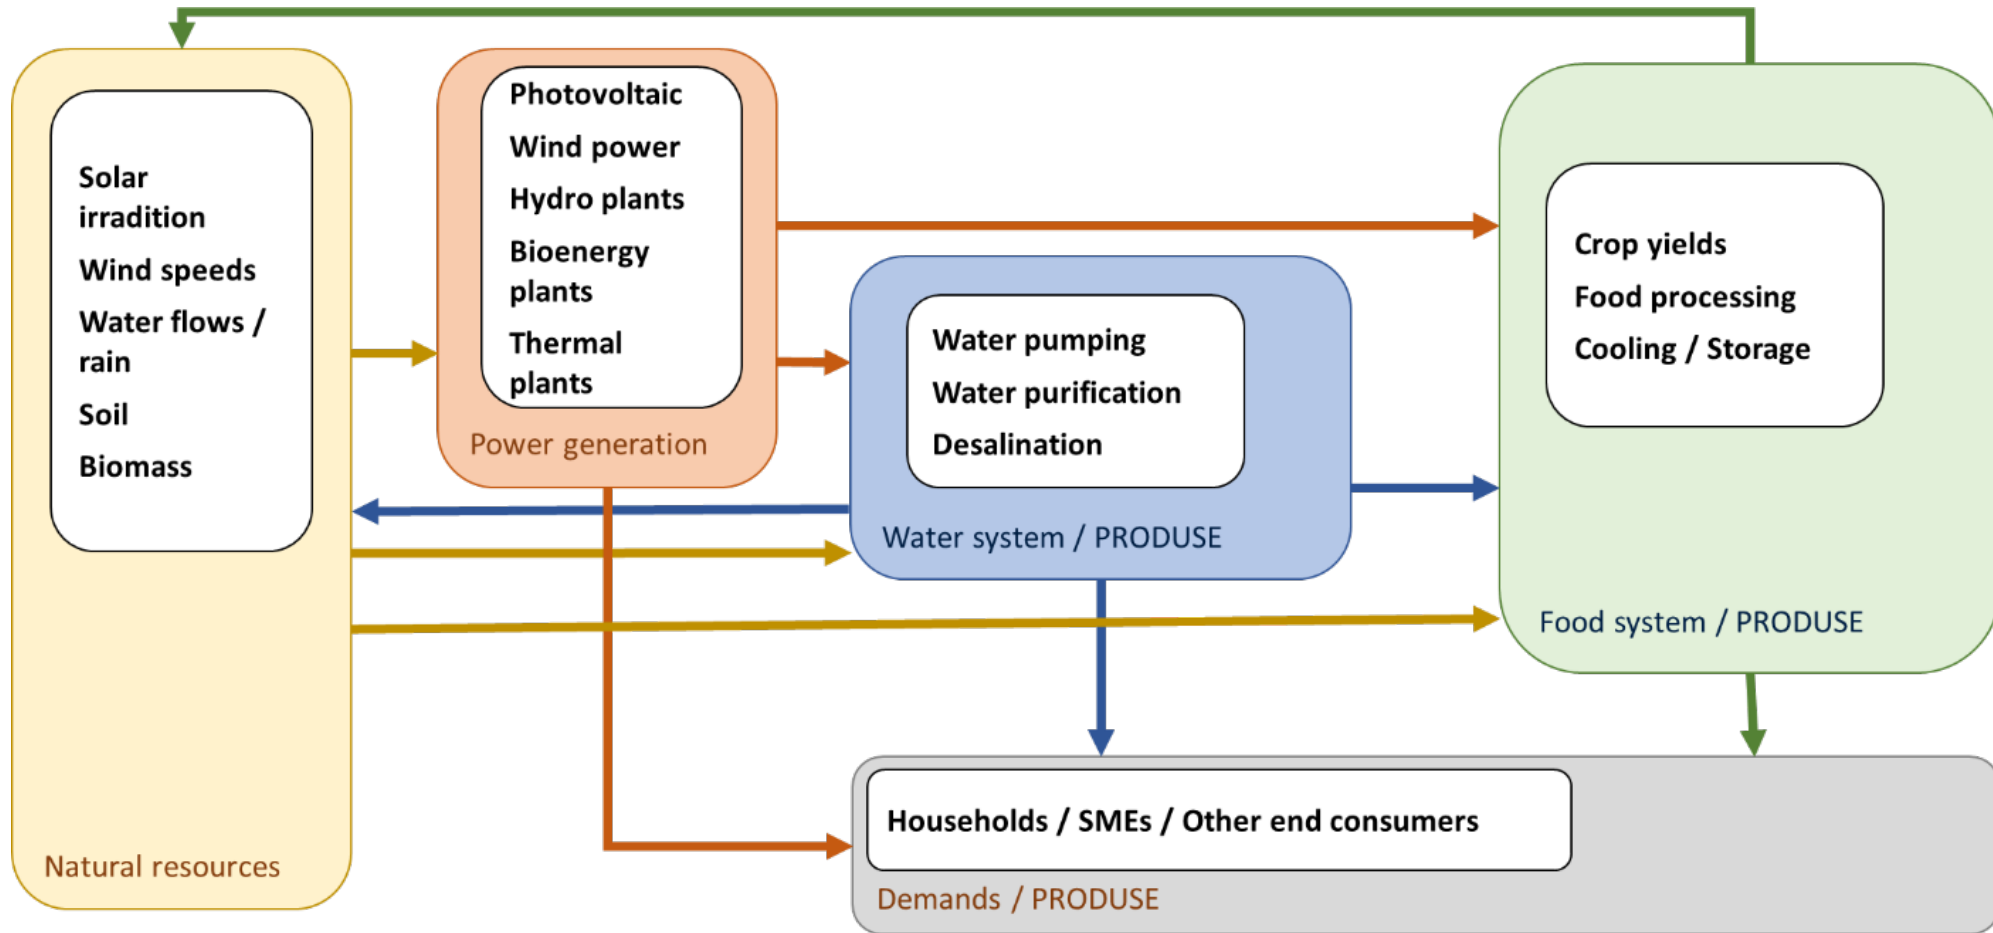 Solar
irradition
Wind speeds
Water flows /
rain
Soil
Biomass
Natural resources
Photovoltaic
Wind power
Hydro plants
Bioenergy
plants
Thermal
plants
Power generation
Water pumping
Water purification
Desalination
Water system / PRODUSE
Crop yields
Food processing
Cooling / Storage
Food system / PRODUSE
Households / SMEs / Other end consumers
Demands / PRODUSE